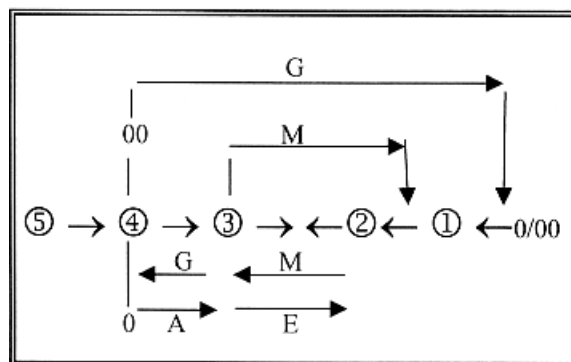 G
00
M
⑤ → ④ → ③ → ← ② ← ① ← 0/00
G M
0 A E